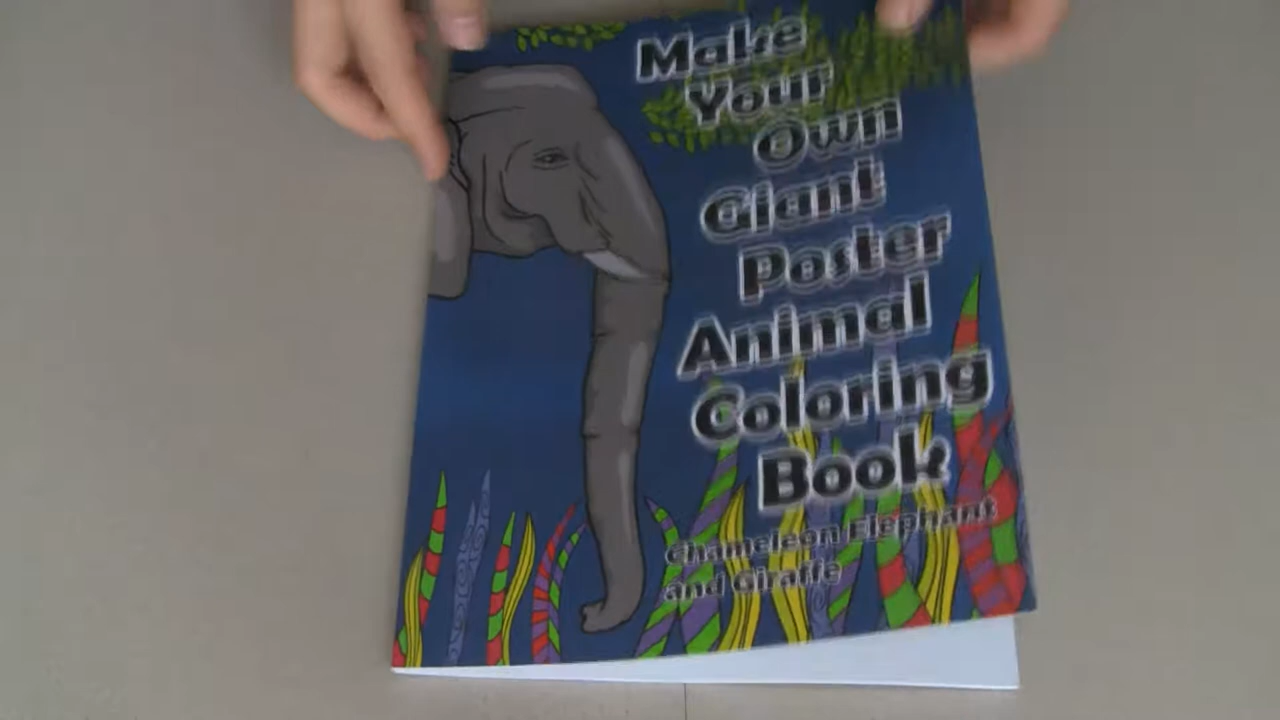 Make
Your
Own
Giant
Poster
Animal
Coloring
Book
Chameleon Elephant
and Giraffe